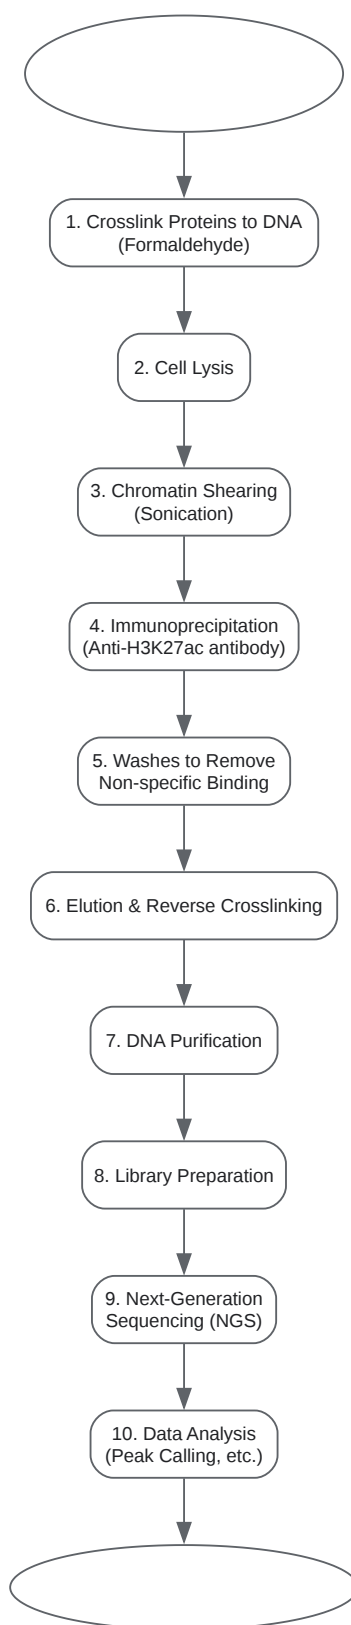 1. Crosslink Proteins to DNA
(Formaldehyde)
2. Cell Lysis
3. Chromatin Shearing
(Sonication)
4. Immunoprecipitation
(Anti-H3K27ac antibody)
5. Washes to Remove
Non-specific Binding
6. Elution & Reverse Crosslinking
7. DNA Purification
8. Library Preparation
9. Next-Generation
Sequencing (NGS)
10. Data Analysis
(Peak Calling, etc.)